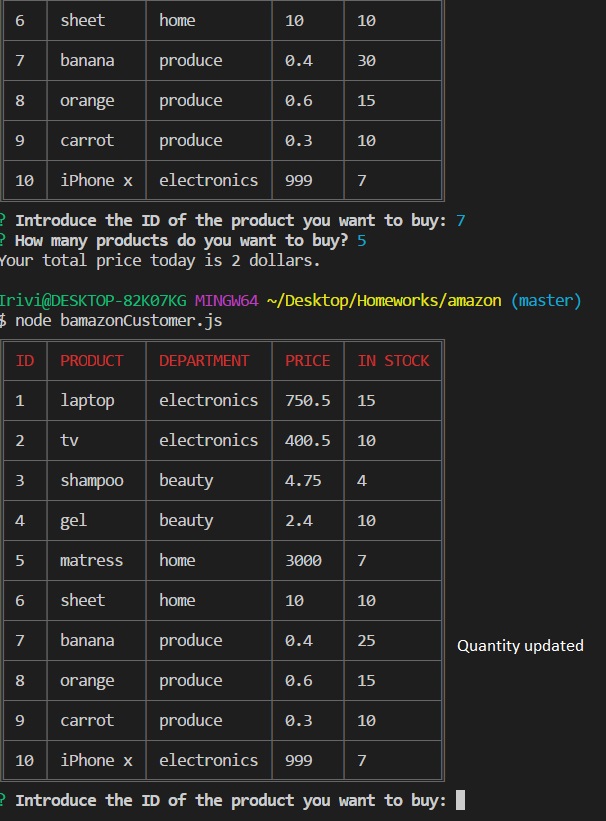 6 sheet home 10 10
7 banana produce 0.4 30
8 orange produce 0.6 15
9 carrot produce 0.3 10
10 iPhone x electronics 999 7
? Introduce the ID of the product you want to buy: 7
? How many products do you want to buy? 5
Your total price today is 2 dollars.
Irivi@DESKTOP-82K07KG MINGW64 ~/Desktop/Homeworks/amazon (master)
$ node bamazonCustomer.js
ID PRODUCT DEPARTMENT PRICE IN STOCK
1 laptop electronics 750.5 15
2 tv electronics 400.5 10
3 shampoo beauty 4.75 4
4 gel beauty 2.4 10
5 matress home 3000 7
6 sheet home 10 10
7 banana produce 0.4 25 Quantity updated
8 orange produce 0.6 15
9 carrot produce 0.3 10
10 iPhone x electronics 999 7
? Introduce the ID of the product you want to buy: